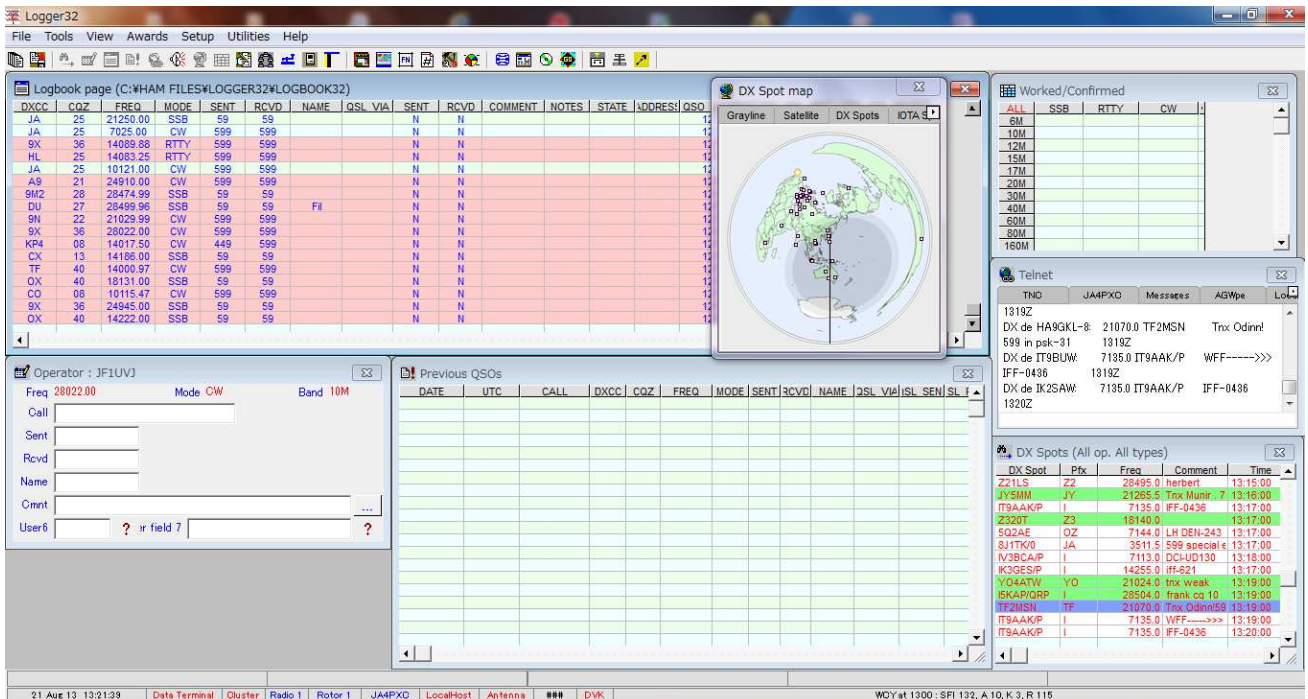 Logger32
File Tools View Awards Setup Utilities Help
Logbook page (C:¥HAM FILES¥LOGGER32¥LOGBOOK32)
DXCC CQZ FREQ MODE SENT RCVD NAME QSL VIA SENT RCVD COMMENT NOTES STATE ADDRESS QSO
JA 25 21250.00 SSB 59 59 N N
JA 25 7025.00 CW 599 599 N N
9X 36 14089.88 RTTY 599 599 N N
HL 25 14083.25 RTTY 599 599 N N
JA 25 10121.00 CW 599 599 N N
A9 21 24910.00 CW 599 599 N N
9M2 28 28474.99 SSB 59 59 N N
DU 27 28499.96 SSB 59 59 Fil N N
9N 22 21029.99 CW 599 599 N N
9X 36 28022.00 CW 599 599 N N
KP4 08 14017.50 CW 449 599 N N
CX 13 14186.00 SSB 59 59 N N
TF 40 14000.97 CW 599 599 N N
OX 40 18131.00 SSB 59 59 N N
CO 08 10115.47 CW 599 599 N N
9X 36 24945.00 SSB 59 59 N N
OX 40 14222.00 SSB 59 59 N N
DX Spot map
Grayline Satellite DX Spots IOTA S
Worked/Confirmed
ALL SSB RTTY CW
6M
10M
12M
15M
17M
20M
30M
40M
60M
80M
160M
Telnet
TNC JA4PXO Messages AGWpe
1319Z
DX de HA9GKL-8: 21070.0 TF2MSN Tnx Odinn!
599 in psk-31 1319Z
DX de IT9BUW: 7135.0 IT9AAK/P WFF----->>>
IFF-0436 1319Z
DX de IK2SAW: 7135.0 IT9AAK/P IFF-0436
1320Z
Operator : JF1UVJ
Freq 28022.00 Mode CW Band 10M
Call
Sent
Rcvd
Name
Cmnt ...
User6 ? er field 7 ?
Previous QSOs
DATE UTC CALL DXCC CQZ FREQ MODE SENT RCVD NAME QSL VIA
DX Spots (All op. All types)
DX Spot Pfx Freq Comment Time
Z21LS Z2 28495.0 herbert 13:15:00
JY5MM JY 21265.5 Tnx Munir . 7 13:16:00
IT9AAK/P I 7135.0 IFF-0436 13:17:00
Z320T Z3 18140.0 13:17:00
5Q2AE OZ 7144.0 LH DEN-243 13:17:00
8J1TK/0 JA 3511.5 599 special e 13:17:00
IV3BCA/P I 7113.0 DCI-UD130 13:18:00
IK3GES/P I 14255.0 iff-621 13:17:00
YO4ATW YO 21024.0 tnx weak 13:19:00
I5KAP/QRP I 28504.0 frank cq 10 13:19:00
TF2MSN TF 21070.0 Tnx Odinn!59 13:19:00
IT9AAK/P I 7135.0 WFF----->>> 13:19:00
IT9AAK/P I 7135.0 IFF-0436 13:20:00
21 Aug 13 13:21:39 Data Terminal Cluster Radio 1 Rotor 1 JA4PXO LocalHost Antenna ### DVK WCY at 1300 : SFI 132, A 10, K 3, R 115